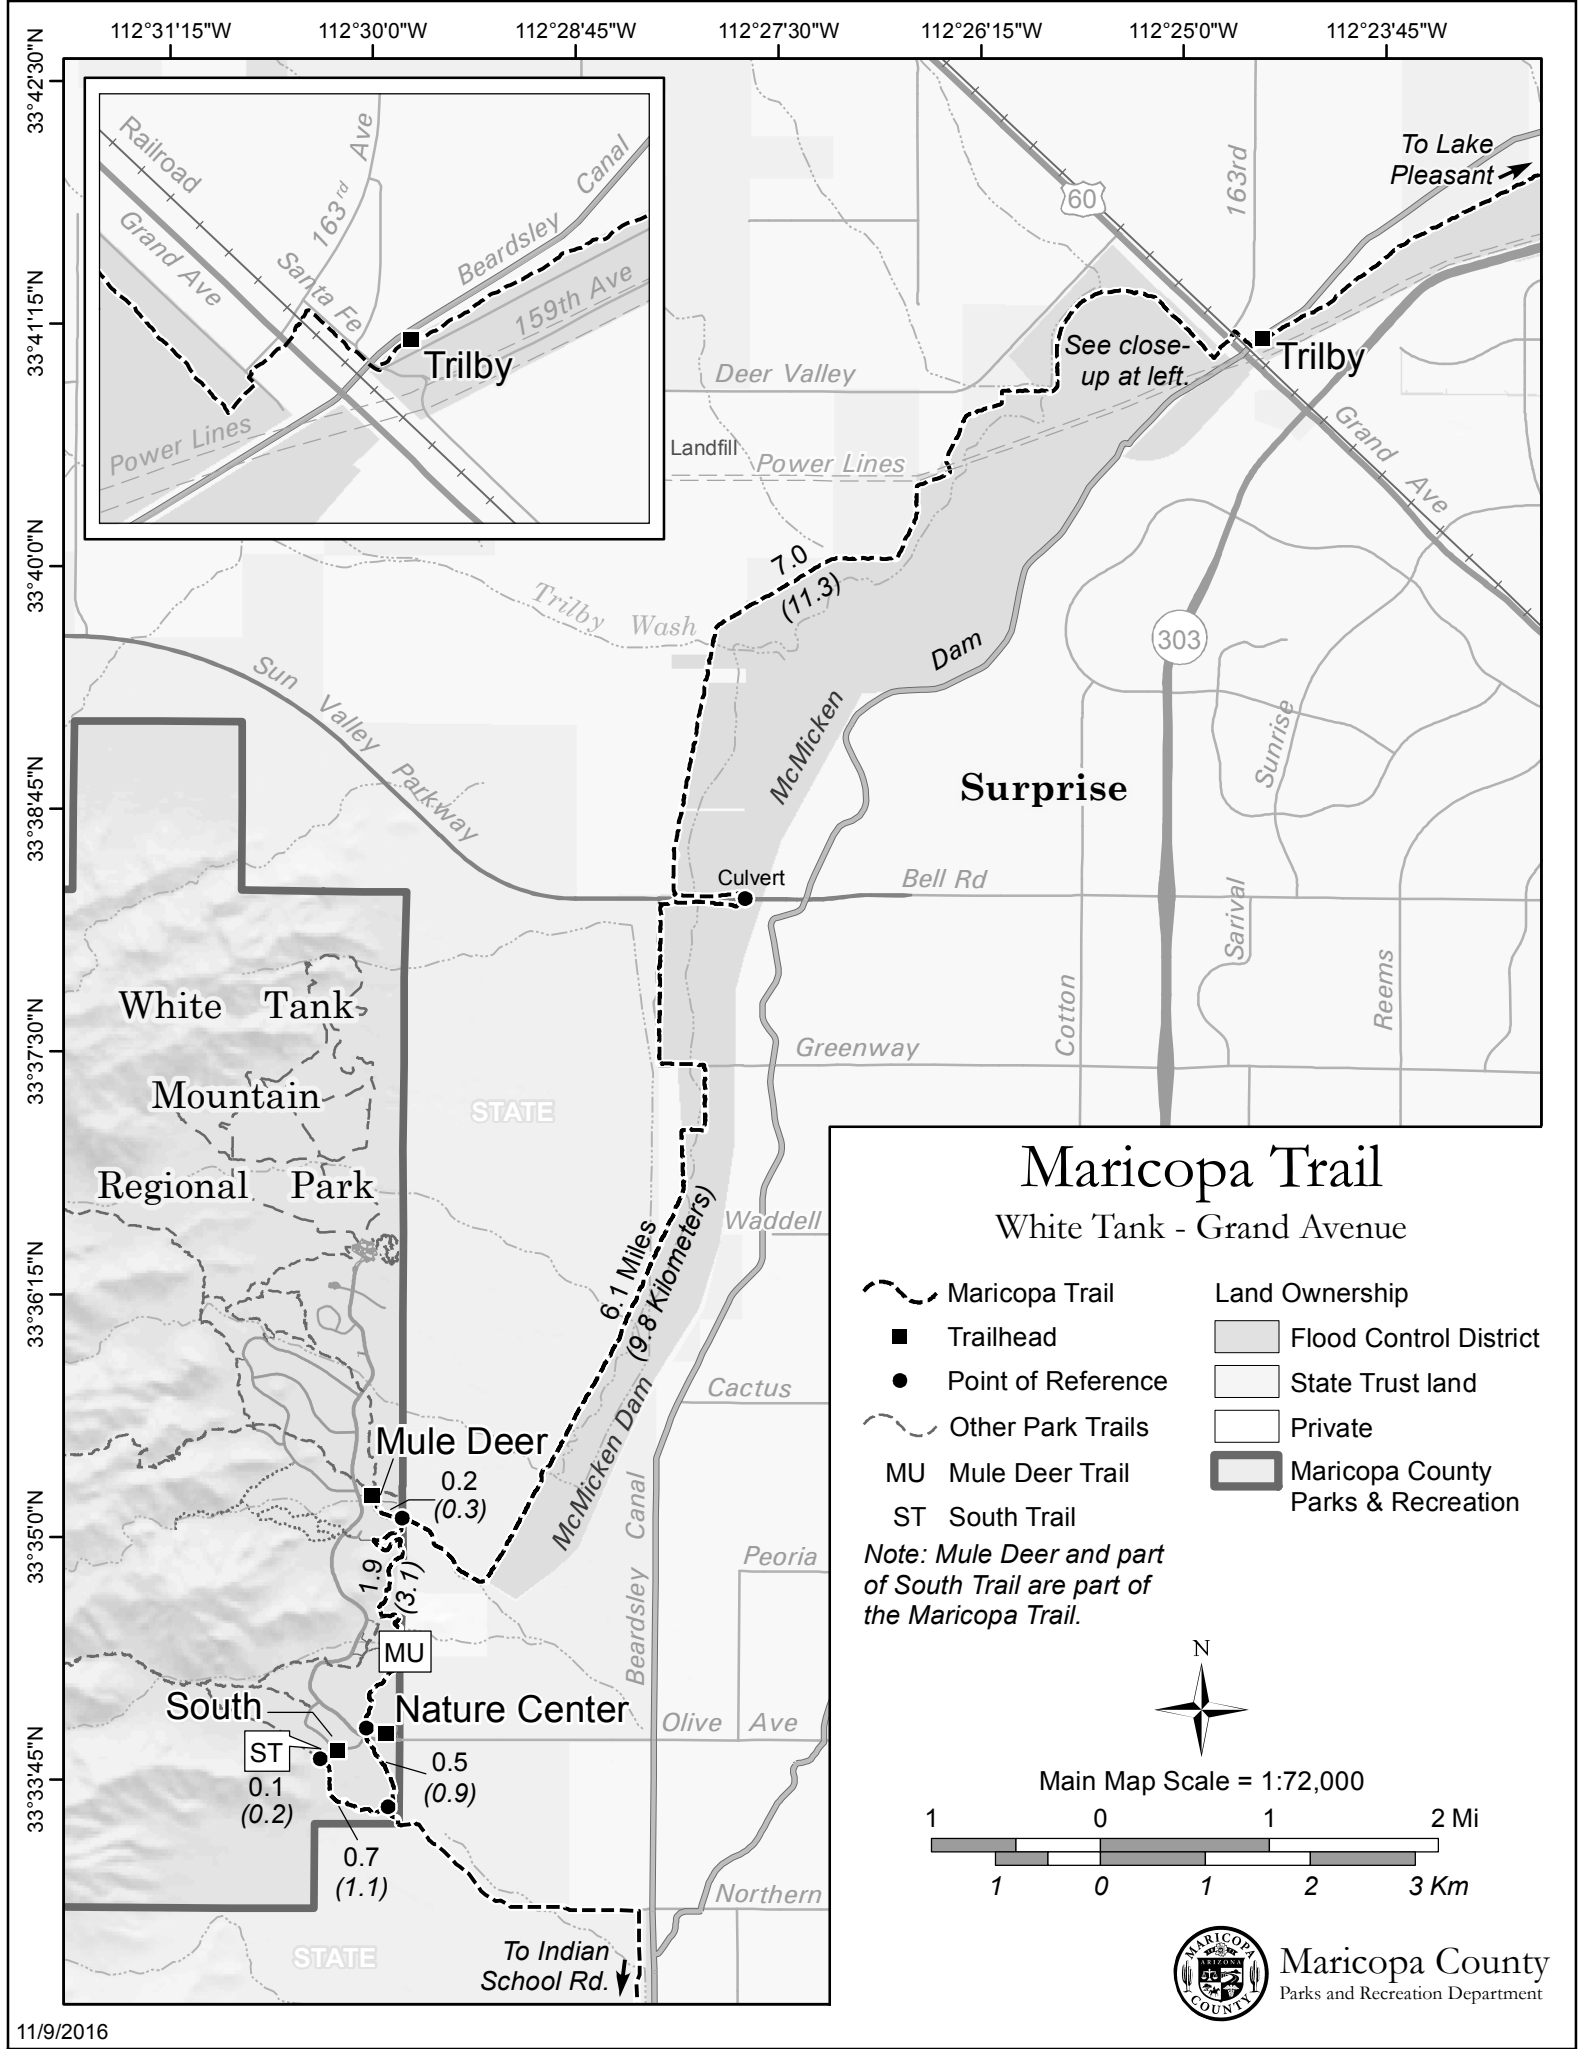 112°31'15"W
112°30'0"W
112°28'45"W
112°27'30"W
112°26'15"W
112°25'0"W
112°23'45"W
33°42'30"N
33°41'15"N
33°40'0"N
33°38'45"N
33°37'30"N
33°36'15"N
33°35'0"N
33°33'45"N
Railroad
Grand Ave
163rd Ave
Santa Fe
Beardsley Canal
159th Ave
Trilby
Power Lines
To Lake
Pleasant
60
163rd
Trilby
See close-
up at left.
Deer Valley
Landfill
Power Lines
Grand Ave
7.0
(11.3)
Trilby Wash
303
Dam
McMicken
Sun Valley Parkway
Surprise
Sunrise
Culvert
Bell Rd
Sarival
Reems
Cotton
Greenway
White Tank
Mountain
Regional Park
STATE
Waddell
6.1 Miles
(9.8 Kilometers)
Cactus
McMicken Dam
Mule Deer
0.2
(0.3)
1.9
(3.1)
Beardsley Canal
Peoria
MU
South
Nature Center
Olive Ave
ST
0.1
(0.2)
0.5
(0.9)
0.7
(1.1)
Northern
STATE
To Indian
School Rd.
Maricopa Trail
White Tank - Grand Avenue
Maricopa Trail
Trailhead
Point of Reference
Other Park Trails
MU Mule Deer Trail
ST South Trail
Land Ownership
Flood Control District
State Trust land
Private
Maricopa County
Parks & Recreation
Note: Mule Deer and part
of South Trail are part of
the Maricopa Trail.
N
Main Map Scale = 1:72,000
1 0 1 2 Mi
1 0 1 2 3 Km
MARICOPA
ARIZONA
COUNTY
Maricopa County
Parks and Recreation Department
11/9/2016